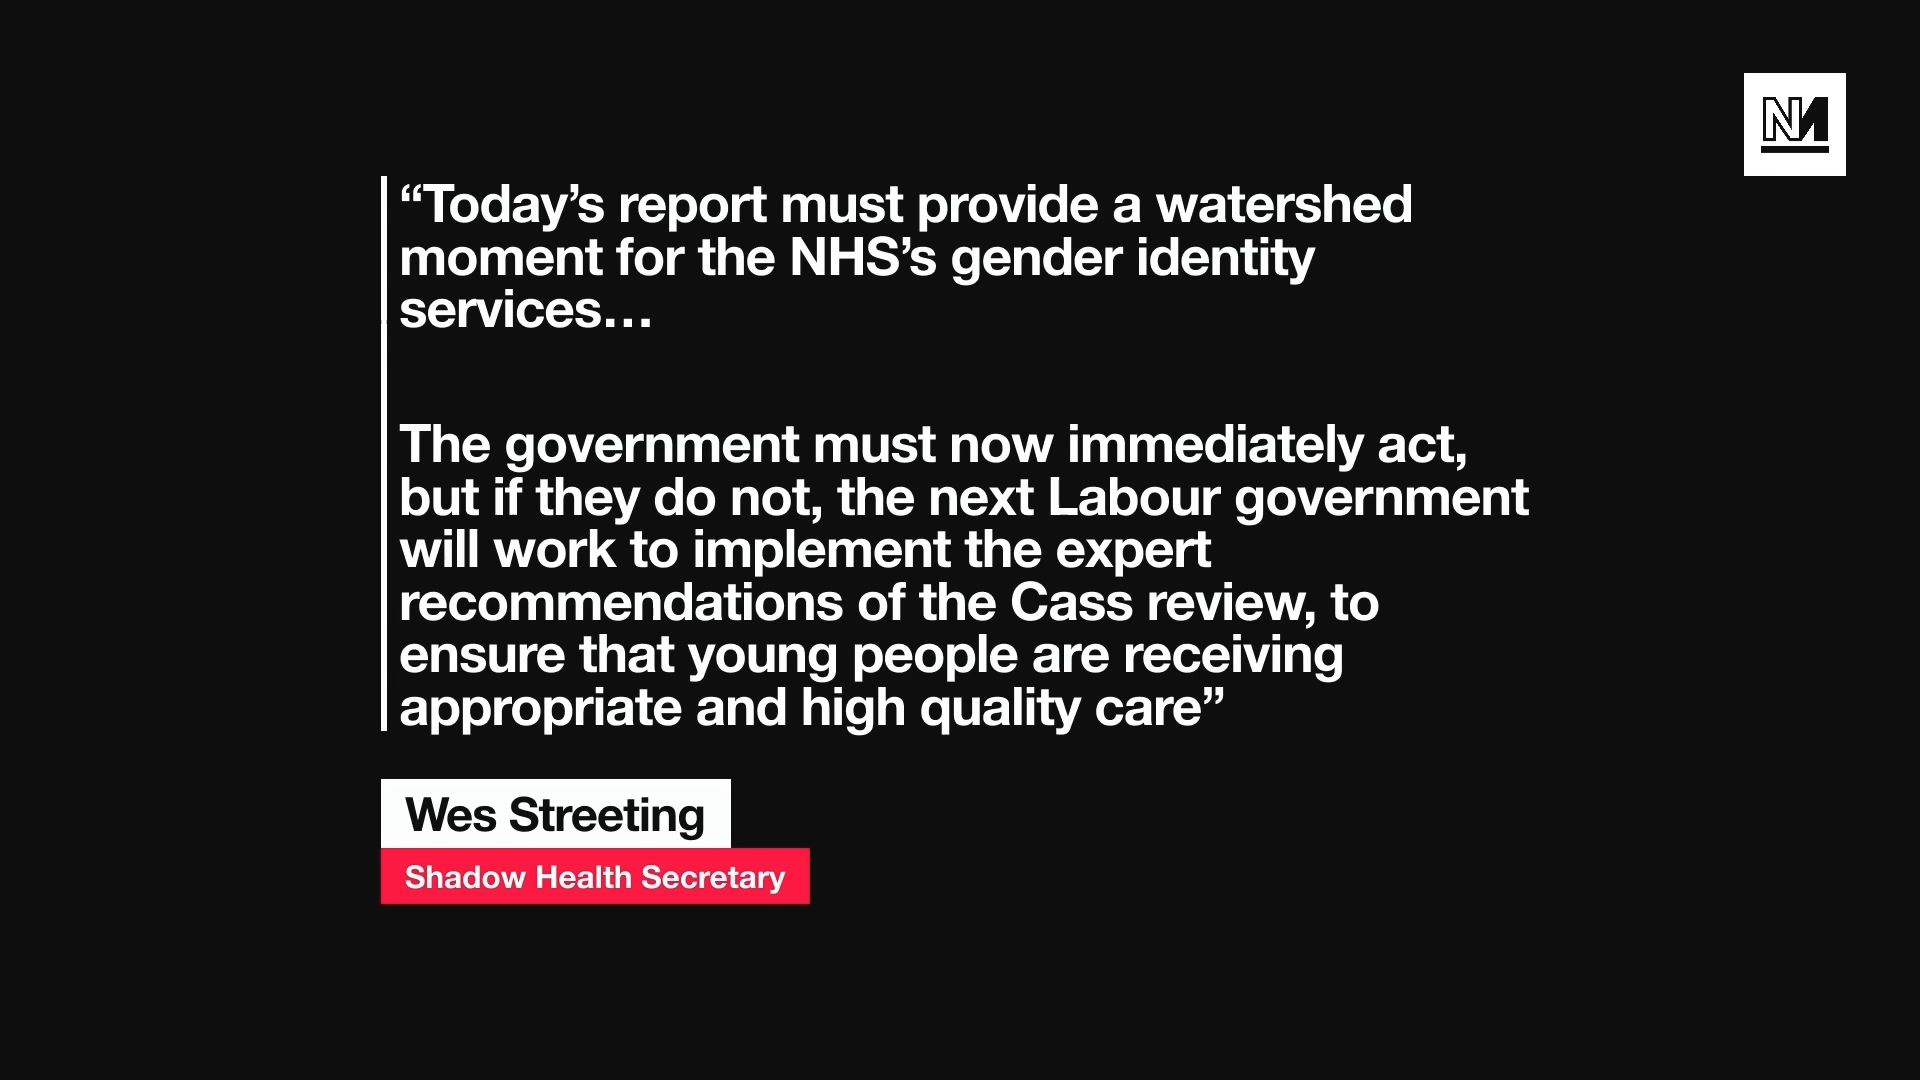 NM
“Today’s report must provide a watershed
moment for the NHS’s gender identity
services…
The government must now immediately act,
but if they do not, the next Labour government
will work to implement the expert
recommendations of the Cass review, to
ensure that young people are receiving
appropriate and high quality care”
Wes Streeting
Shadow Health Secretary